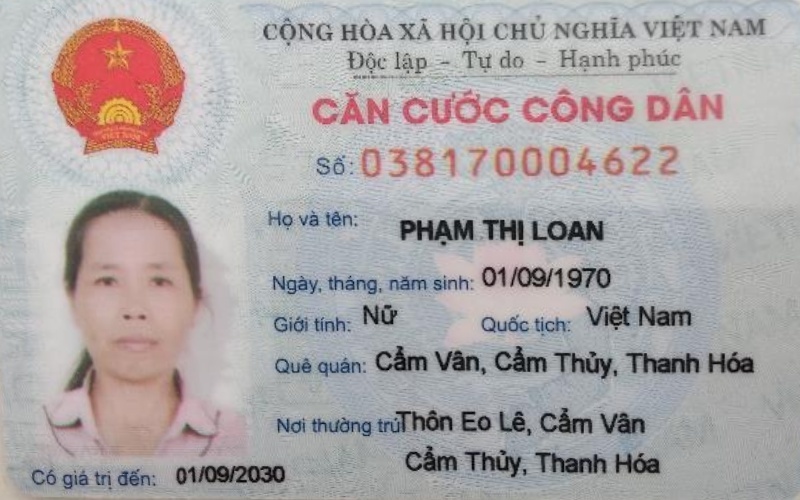 CỘNG HÒA XÃ HỘI CHỦ NGHĨA VIỆT NAM
Độc lập - Tự do - Hạnh phúc
CĂN CƯỚC CÔNG DÂN
Số: 038170004622
Họ và tên: PHẠM THỊ LOAN
Ngày, tháng, năm sinh: 01/09/1970
Giới tính: Nữ Quốc tịch: Việt Nam
Quê quán: Cẩm Vân, Cẩm Thủy, Thanh Hóa
Nơi thường trú: Thôn Eo Lê, Cẩm Vân
Cẩm Thủy, Thanh Hóa
Có giá trị đến: 01/09/2030